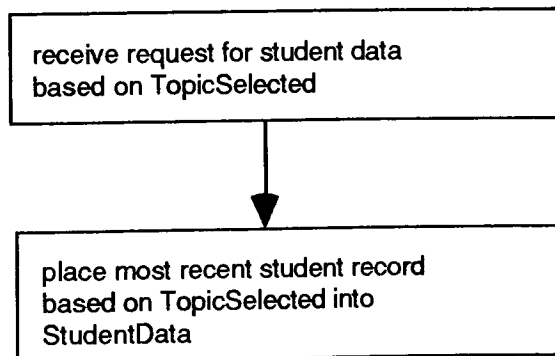 receive request for student data
based on TopicSelected
place most recent student record
based on TopicSelected into
StudentData